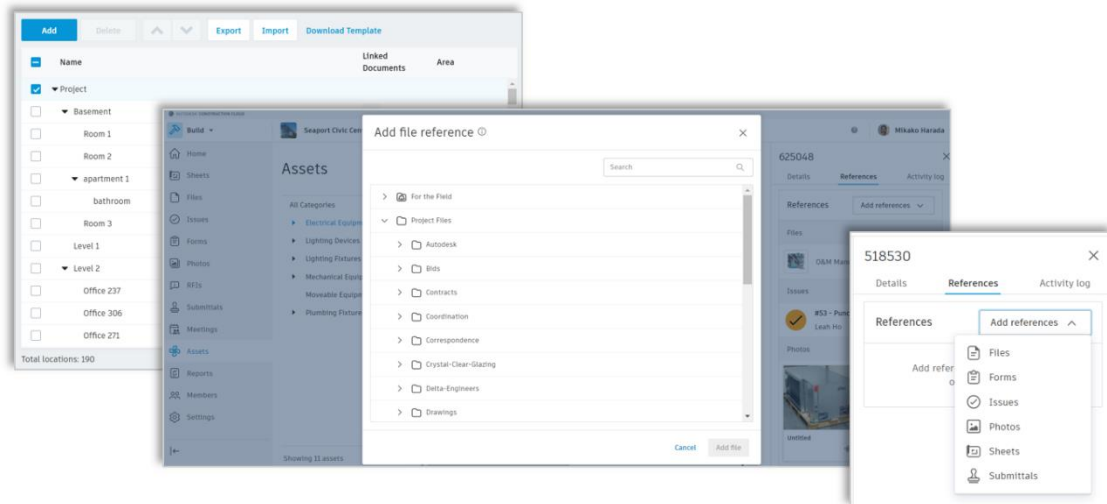 Add Delete Export Import Download Template
Name Linked Documents Area
Project
Basement
Room 1
Room 2
apartment 1
bathroom
Room 3
Level 1
Level 2
Office 237
Office 306
Office 271
Total locations: 190
AUTODESK CONSTRUCTION CLOUD
Build
Seaport Civic Cen
Mikako Harada
Home
Sheets
Files
Issues
Forms
Photos
RFIs
Submittals
Meetings
Assets
Reports
Members
Settings
Assets
All Categories
Electrical Equipme
Lighting Devices
Lighting Fixtures
Mechanical Equip
Moveable Equipme
Plumbing Fixture
Showing 11 assets
Add file reference
Search
For the Field
Project Files
Autodesk
Bids
Contracts
Coordination
Correspondence
Crystal-Clear-Glazing
Delta-Engineers
Drawings
Cancel Add file
625048
Details References Activity log
References Add references
Files
O&M Man
Issues
#53 - Punc
Leah Ho
Photos
Untitled
518530
Details References Activity log
References Add references
Add refer
o
Files
Forms
Issues
Photos
Sheets
Submittals